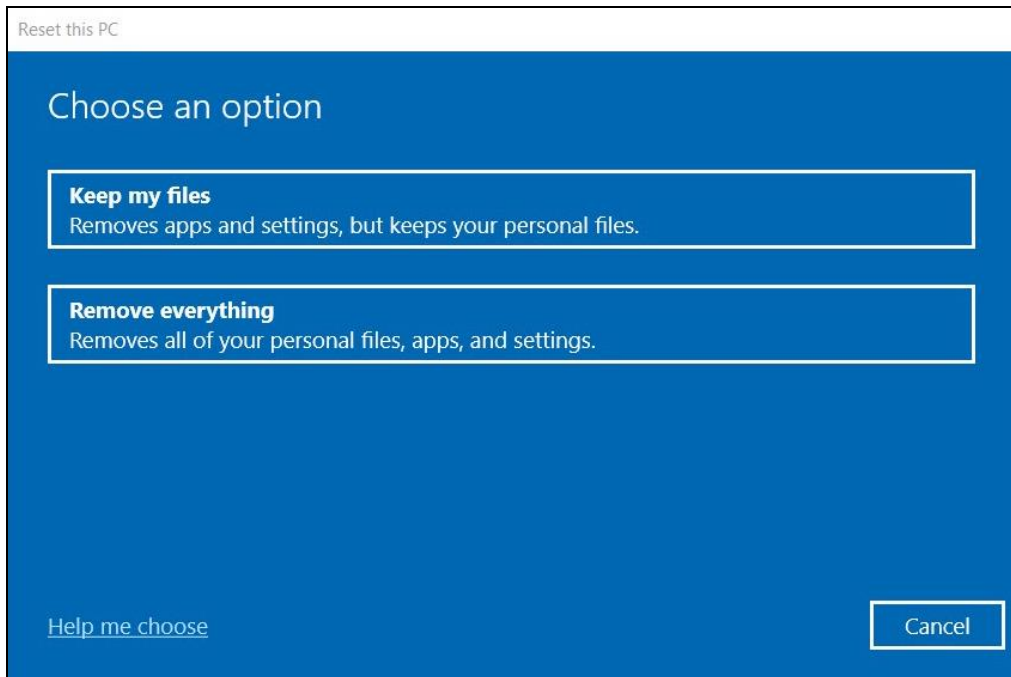 Reset this PC
Choose an option
Keep my files
Removes apps and settings, but keeps your personal files.
Remove everything
Removes all of your personal files, apps, and settings.
Help me choose
Cancel